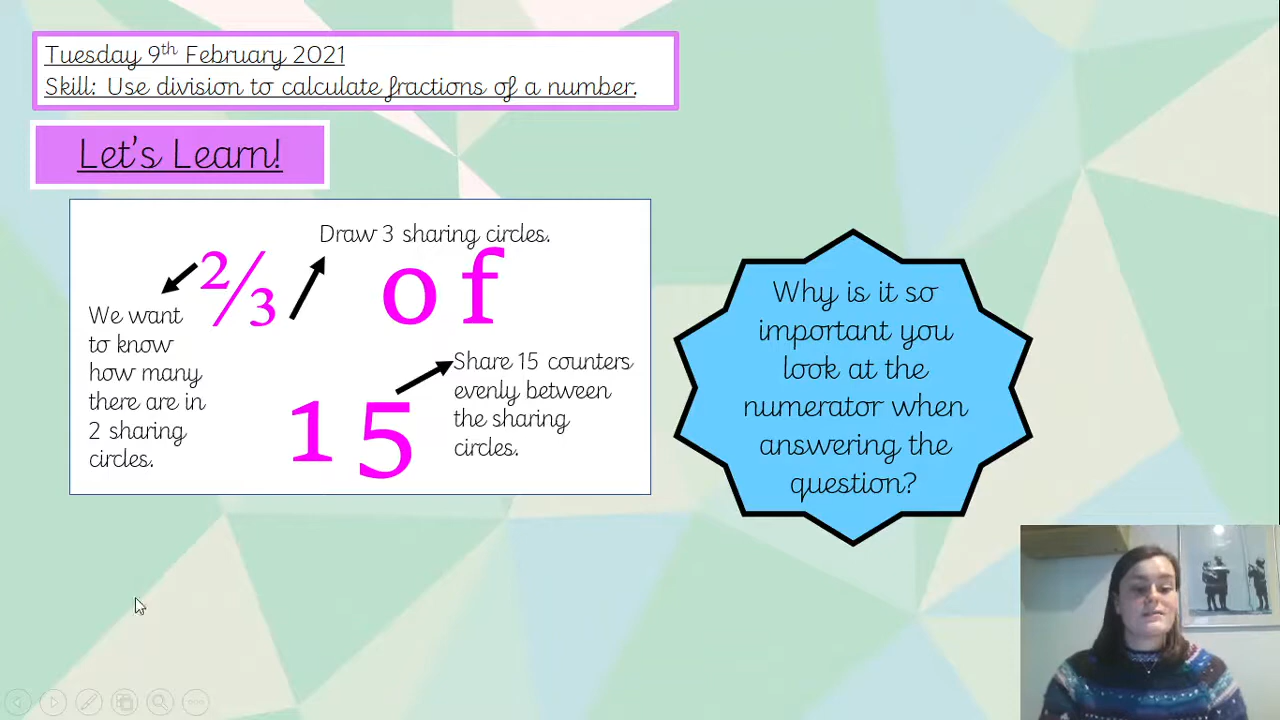 Tuesday 9th February 2021
Skill: Use division to calculate fractions of a number.
Let's Learn!
Draw 3 sharing circles.
2/3 of
We want
to know
how many
there are in
2 sharing
circles.
Share 15 counters
evenly between
the sharing
circles.
15
Why is it so
important you
look at the
numerator when
answering the
question?